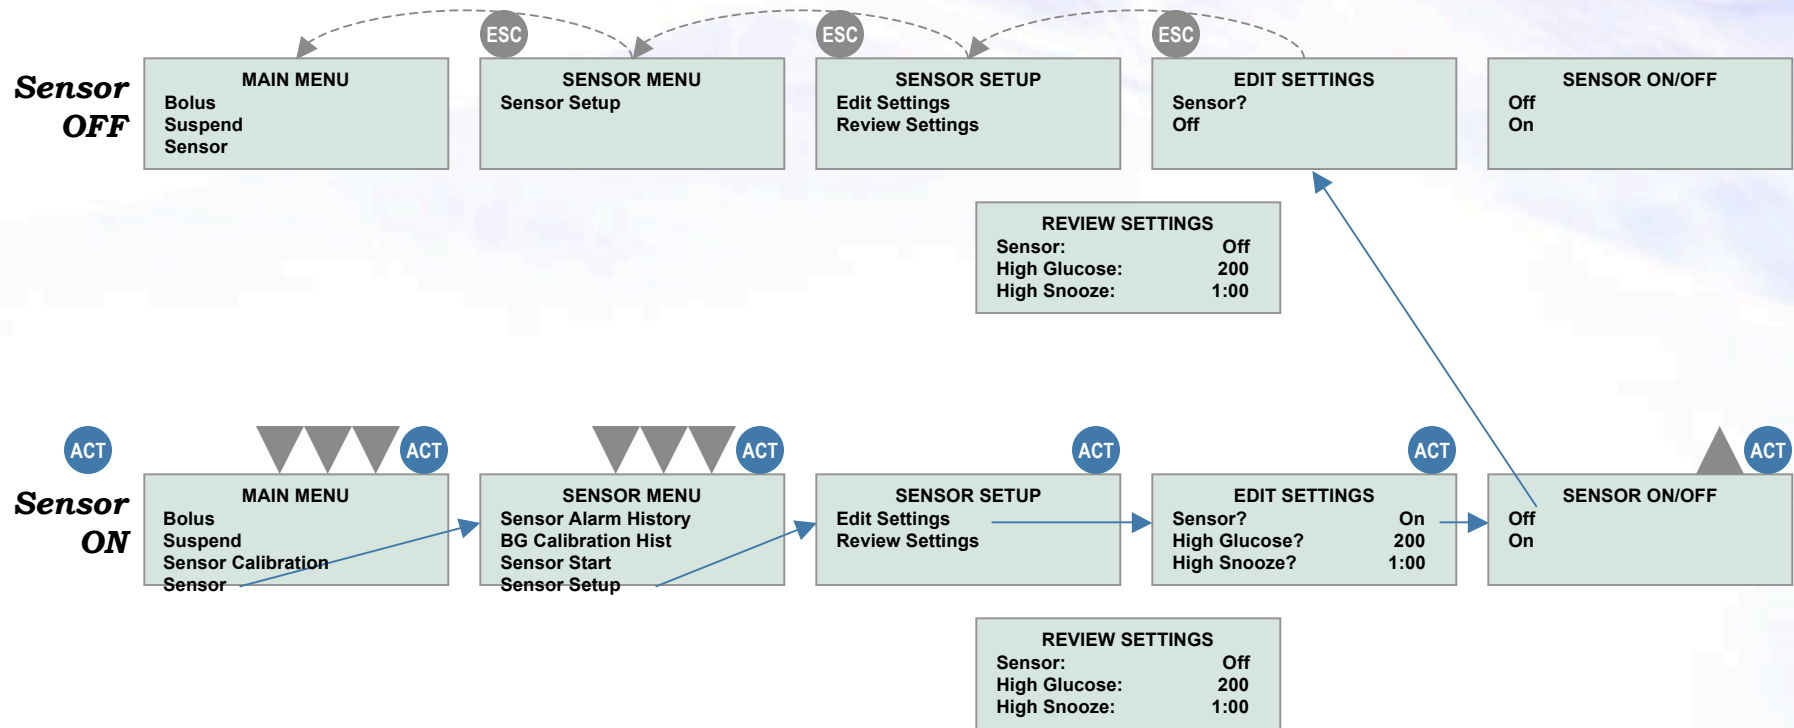 ESC ESC ESC
Sensor
OFF
MAIN MENU
Bolus
Suspend
Sensor
SENSOR MENU
Sensor Setup
SENSOR SETUP
Edit Settings
Review Settings
EDIT SETTINGS
Sensor?
Off
SENSOR ON/OFF
Off
On
REVIEW SETTINGS
Sensor: Off
High Glucose: 200
High Snooze: 1:00
ACT ACT ACT ACT ACT ACT
Sensor
ON
MAIN MENU
Bolus
Suspend
Sensor Calibration
Sensor
SENSOR MENU
Sensor Alarm History
BG Calibration Hist
Sensor Start
Sensor Setup
SENSOR SETUP
Edit Settings
Review Settings
EDIT SETTINGS
Sensor? On
High Glucose? 200
High Snooze? 1:00
SENSOR ON/OFF
Off
On
REVIEW SETTINGS
Sensor: Off
High Glucose: 200
High Snooze: 1:00